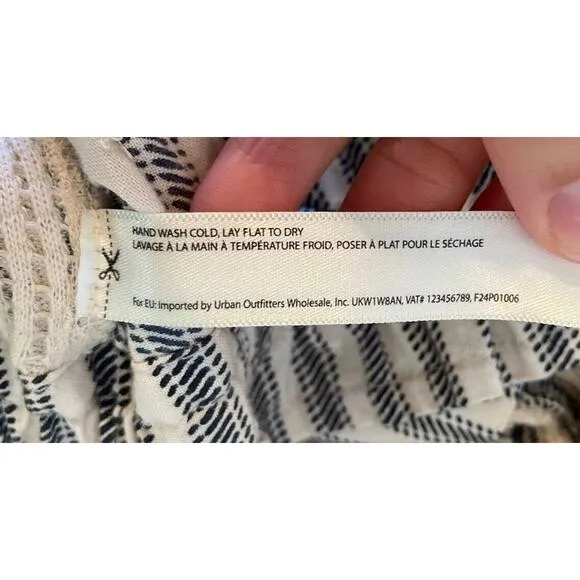 HAND WASH COLD, LAY FLAT TO DRY
LAVAGE À LA MAIN À TEMPÉRATURE FROID, POSER À PLAT POUR LE SÉCHAGE
For EU: Imported by Urban Outfitters Wholesale, Inc. UKW1W8AN, VAT# 123456789, F24P01006